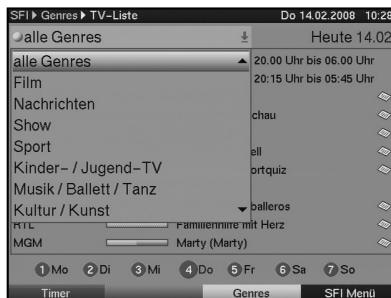 SFI Genres TV-Liste Do 14.02.2008 10:28
alle Genres Heute 14.02
alle Genres 20.00 Uhr bis 06.00 Uhr
Film 20:15 Uhr bis 05:45 Uhr
Nachrichten
Show chau
Sport ell
Kinder- / Jugend-TV ortquiz
Musik / Ballett / Tanz
Kultur / Kunst balleros
RTL Familienhilfe mit Herz
MGM Marty (Marty)
1 Mo 2 Di 3 Mi 4 Do 5 Fr 6 Sa 7 So
Timer Genres SFI Menü